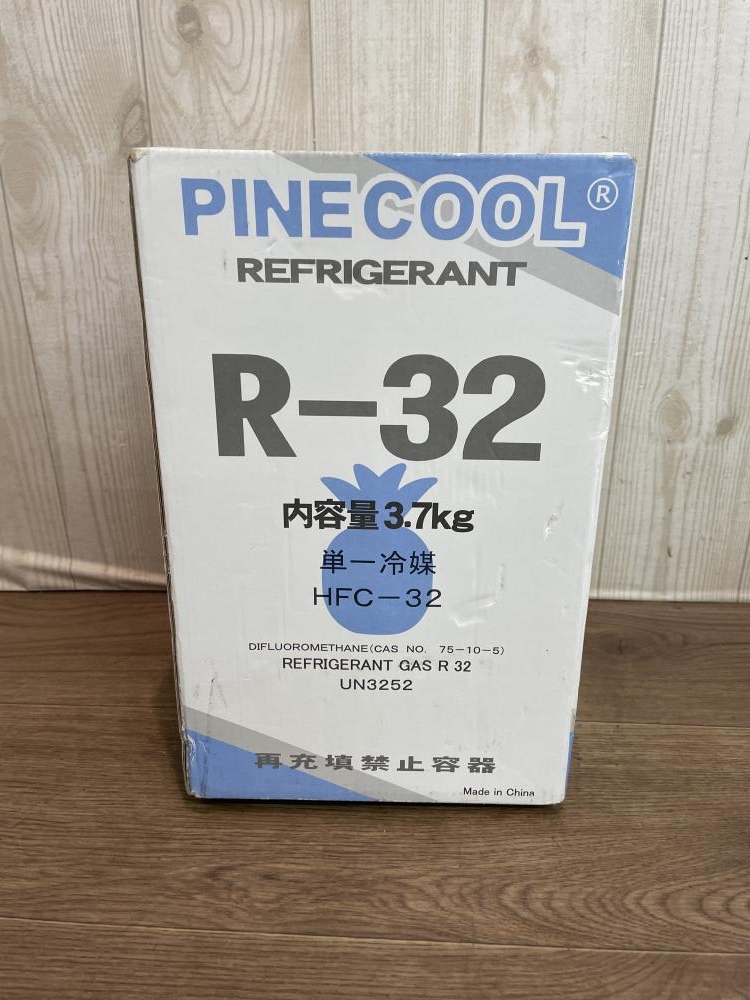 PINECOOL®
REFRIGERANT
R-32
内容量3.7kg
単一冷媒
HFC-32
DIFLUOROMETHANE(CAS NO. 75-10-5)
REFRIGERANT GAS R 32
UN3252
再充填禁止容器
Made in China